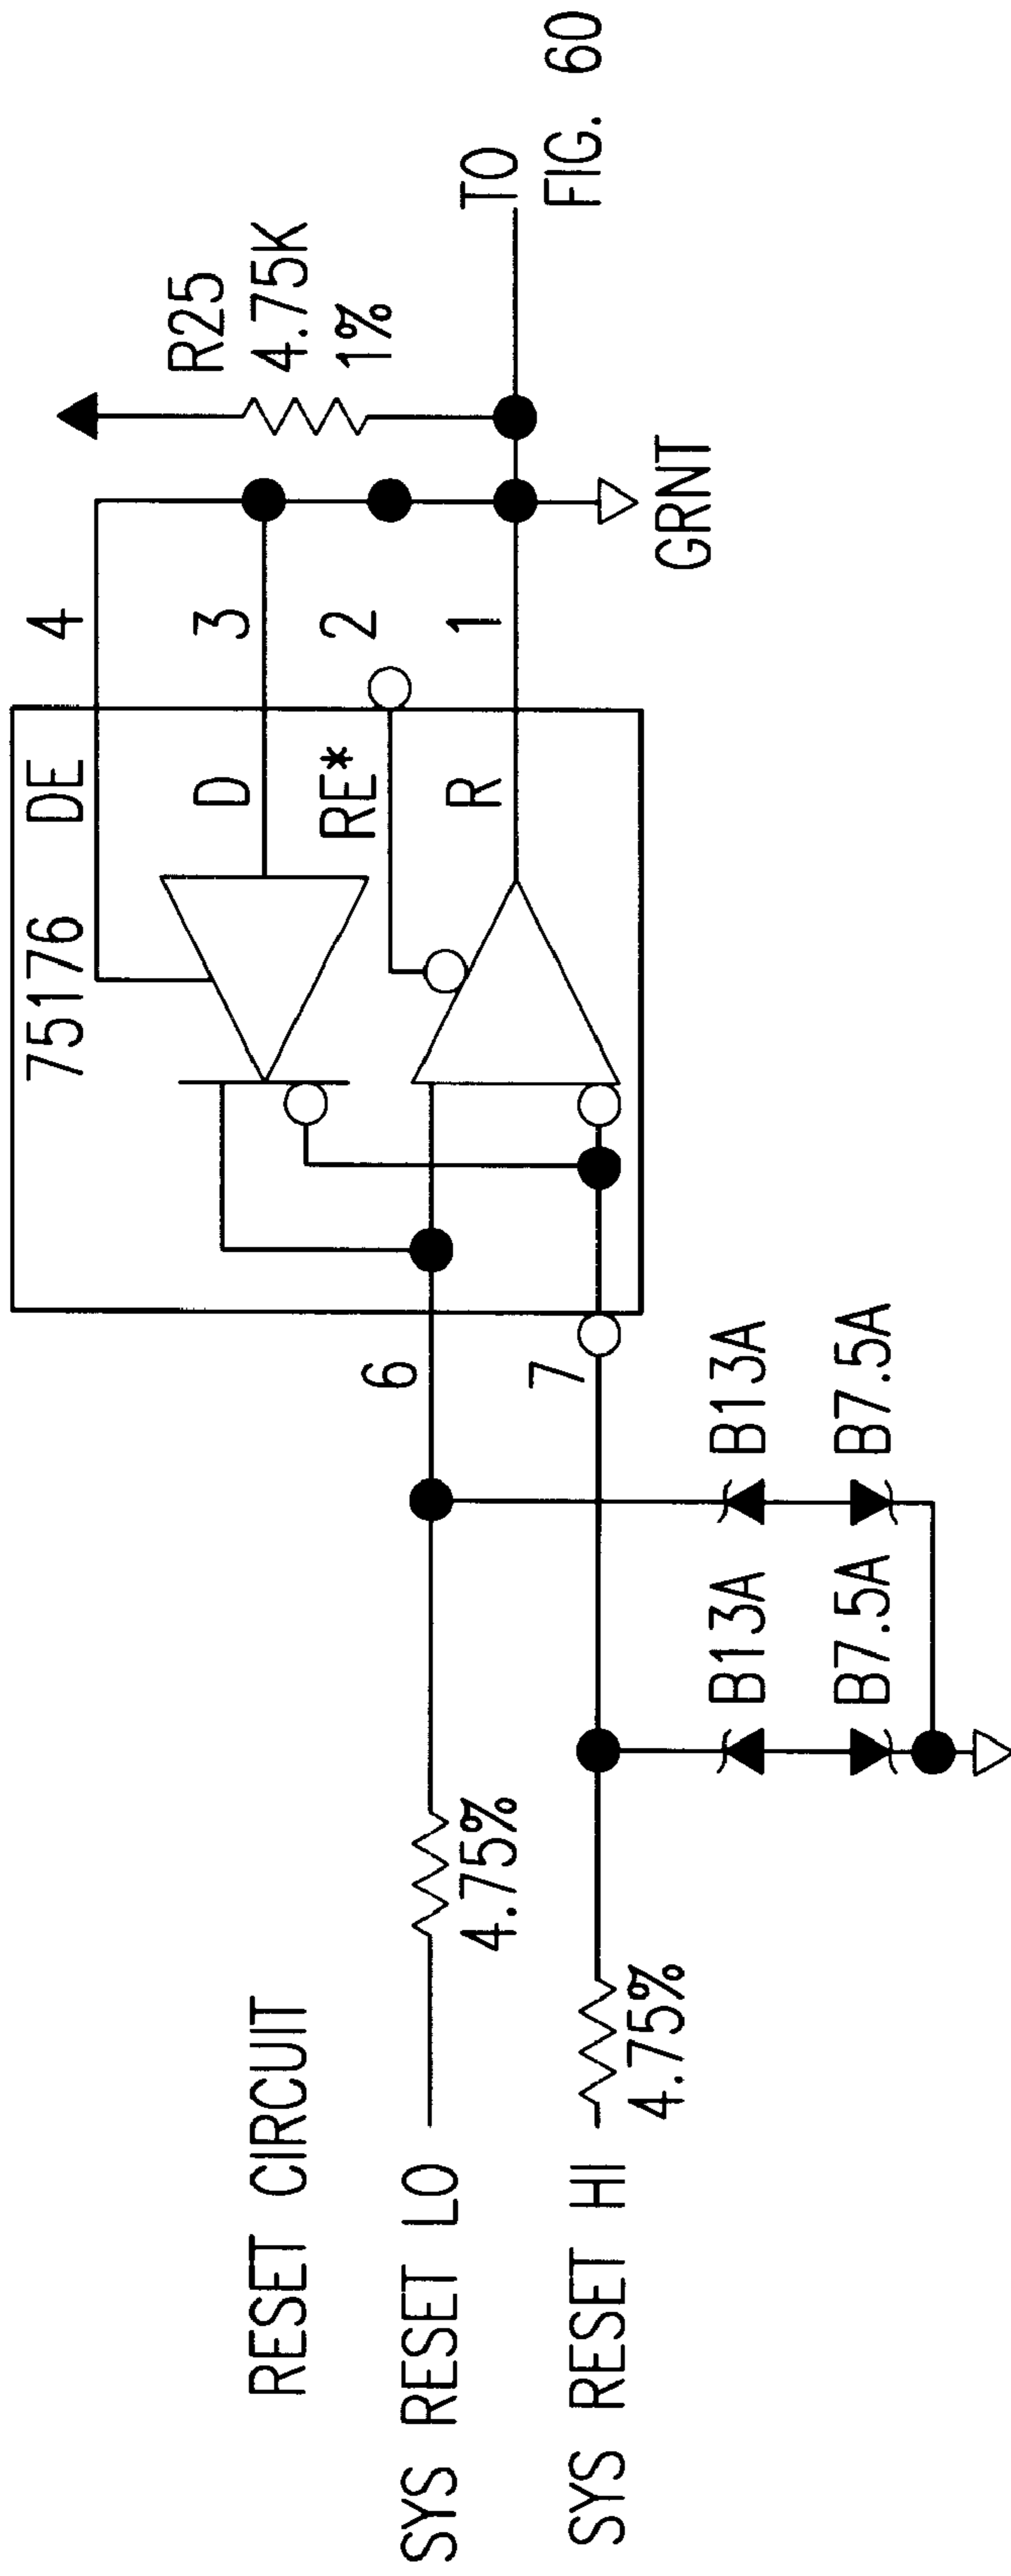 RESET CIRCUIT
SYS RESET LO
SYS RESET HI
4.75%
4.75%
B13A
B7.5A
B13A
B7.5A
6
7
75176
DE
D
RE*
R
4
3
2
1
R25
4.75K
1%
GRNT
TO
FIG. 60